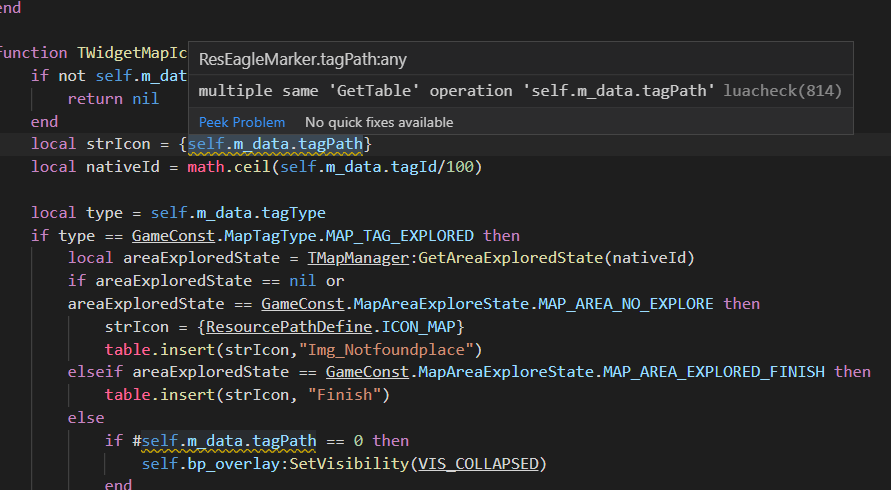 end
function TWidgetMapIc
ResEagleMarker.tagPath:any
if not self.m_dat
multiple same 'GetTable' operation 'self.m_data.tagPath' luacheck(814)
return nil
Peek Problem No quick fixes available
end
local strIcon = {self.m_data.tagPath}
local nativeId = math.ceil(self.m_data.tagId/100)
local type = self.m_data.tagType
if type == GameConst.MapTagType.MAP_TAG_EXPLORED then
local areaExploredState = TMapManager:GetAreaExploredState(nativeId)
if areaExploredState == nil or
areaExploredState == GameConst.MapAreaExploreState.MAP_AREA_NO_EXPLORE then
strIcon = {ResourcePathDefine.ICON_MAP}
table.insert(strIcon,"Img_Notfoundplace")
elseif areaExploredState == GameConst.MapAreaExploreState.MAP_AREA_EXPLORED_FINISH then
table.insert(strIcon, "Finish")
else
if #self.m_data.tagPath == 0 then
self.bp_overlay:SetVisibility(VIS_COLLAPSED)
end